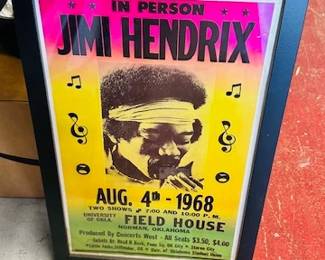 IN PERSON
JIMI HENDRIX
AUG. 4th - 1968
TWO SHOWS 7:00 AND 10:00 P. M.
UNIVERSITY OF OKLA. FIELD HOUSE
NORMAN, OKLAHOMA
Produced By Concerts West - All Seats $3.50, $4.60